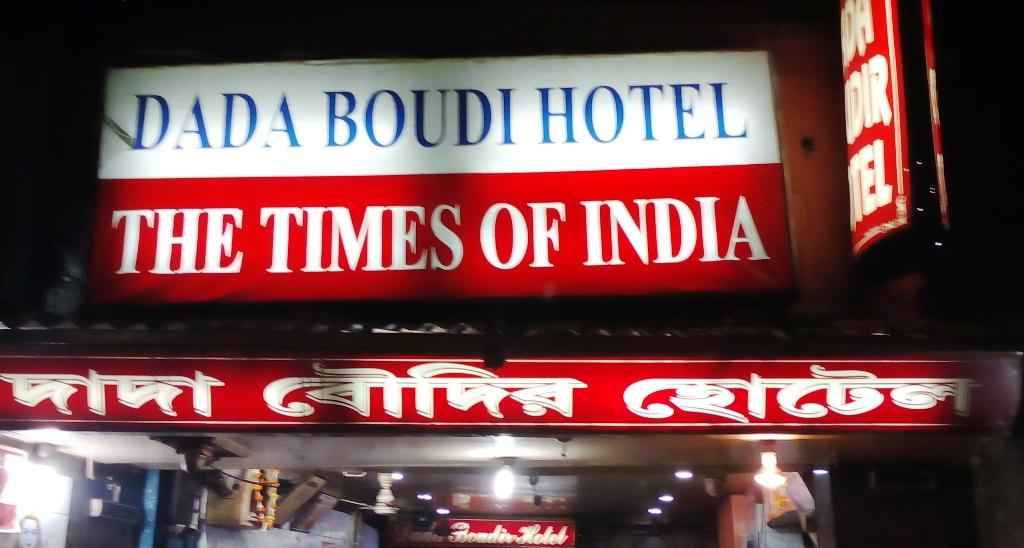 DADA BOUDI HOTEL
THE TIMES OF INDIA
দাদা বৌদির হোটেল
Boudir Hotel